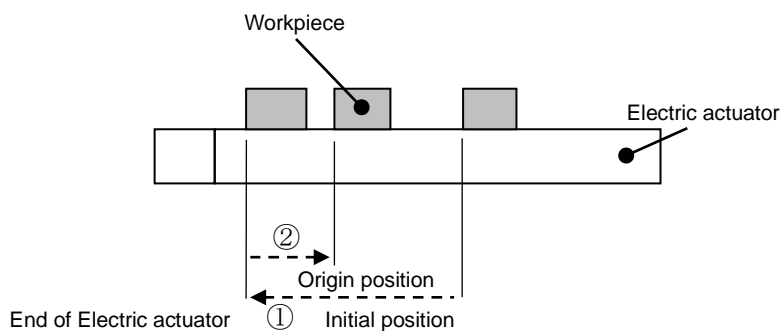 Workpiece
Electric actuator
②
Origin position
End of Electric actuator ① Initial position